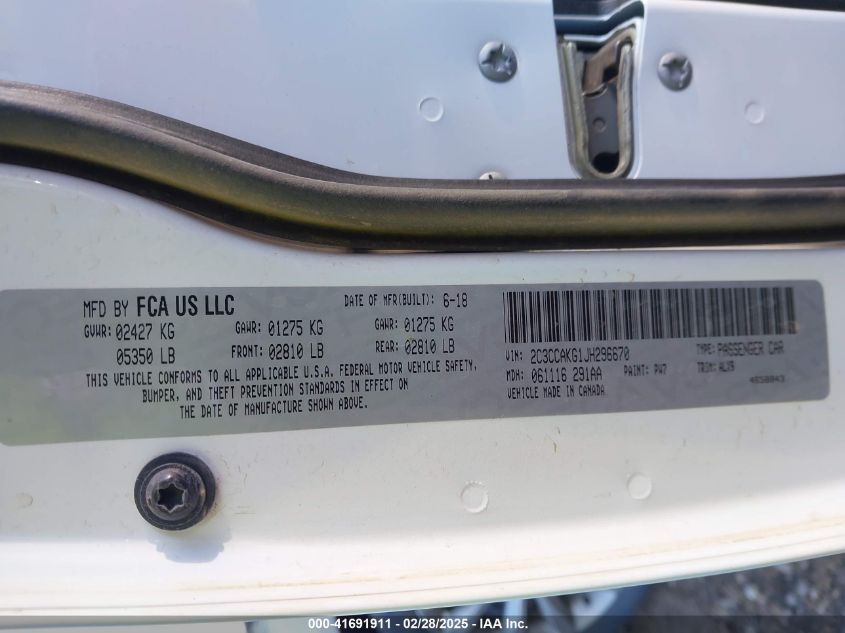 MFD BY FCA US LLC DATE OF MFR(BUILT): 6-18
GVWR: 02427 KG GAWR: 01275 KG GAWR: 01275 KG
05350 LB FRONT: 02810 LB REAR: 02810 LB
THIS VEHICLE CONFORMS TO ALL APPLICABLE U.S.A. FEDERAL MOTOR VEHICLE SAFETY,
BUMPER, AND THEFT PREVENTION STANDARDS IN EFFECT ON
THE DATE OF MANUFACTURE SHOWN ABOVE.
VIN: 2C3CCAKG1JH296670 TYPE: PASSENGER CAR
MDH: 061116 291AA PAINT: PW7 TRIM: ALX9
VEHICLE MADE IN CANADA
000-41691911 - 02/28/2025 - IAA Inc.